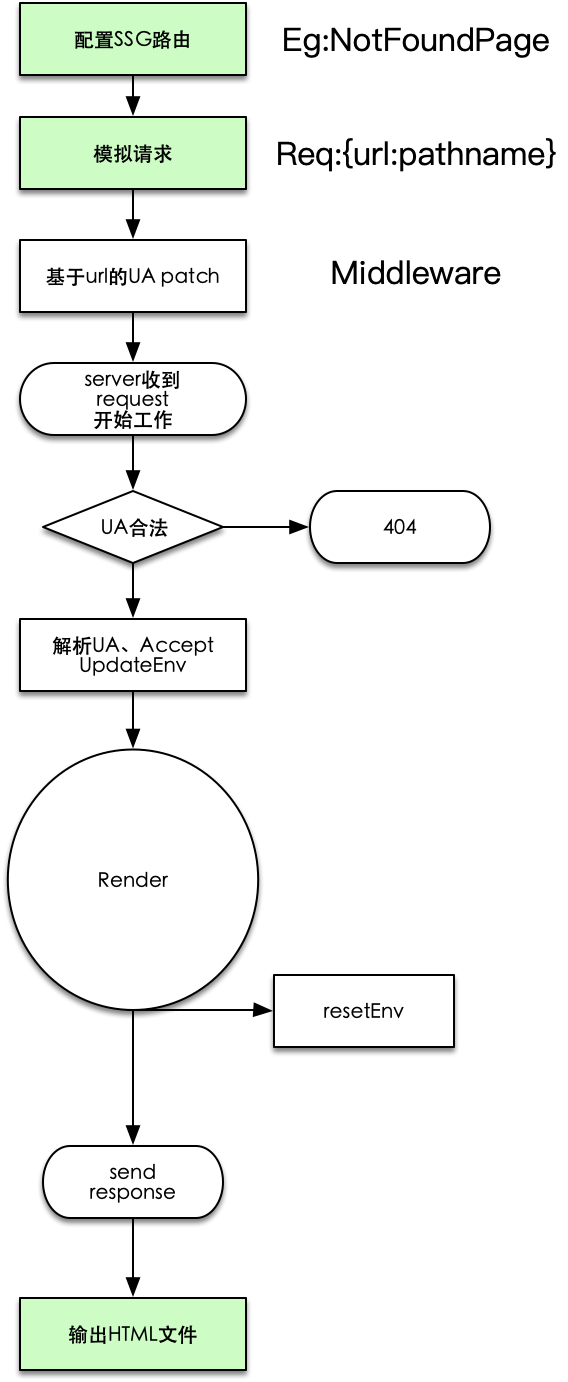 配置SSG路由
Eg:NotFoundPage
模拟请求
Req:{url:pathname}
基于url的UA patch
Middleware
server收到
request
开始工作
UA合法
404
解析UA、Accept
UpdateEnv
Render
resetEnv
send
response
输出HTML文件